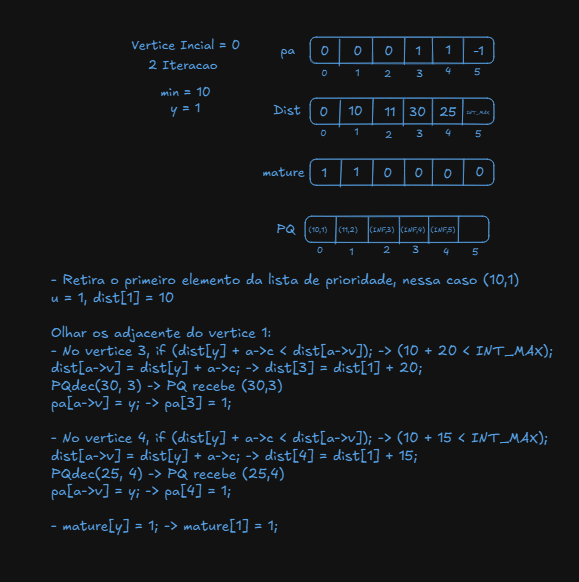 Vertice Incial = 0
2 Iteracao
min = 10
y = 1
pa 0 0 0 1 1 -1
0 1 2 3 4 5
Dist 0 10 11 30 25 INT_MAX
0 1 2 3 4 5
mature 1 1 0 0 0 0
PQ (10,1) (11,2) (INF,3) (INF,4) (INF,5)
0 1 2 3 4 5
- Retira o primeiro elemento da lista de prioridade, nessa caso (10,1)
u = 1, dist[1] = 10
Olhar os adjacente do vertice 1:
- No vertice 3, if (dist[y] + a->c < dist[a->v]); -> (10 + 20 < INT_MAX);
dist[a->v] = dist[y] + a->c; -> dist[3] = dist[1] + 20;
PQdec(30, 3) -> PQ recebe (30,3)
pa[a->v] = y; -> pa[3] = 1;
- No vertice 4, if (dist[y] + a->c < dist[a->v]); -> (10 + 15 < INT_MAX);
dist[a->v] = dist[y] + a->c; -> dist[4] = dist[1] + 15;
PQdec(25, 4) -> PQ recebe (25,4)
pa[a->v] = y; -> pa[4] = 1;
- mature[y] = 1; -> mature[1] = 1;